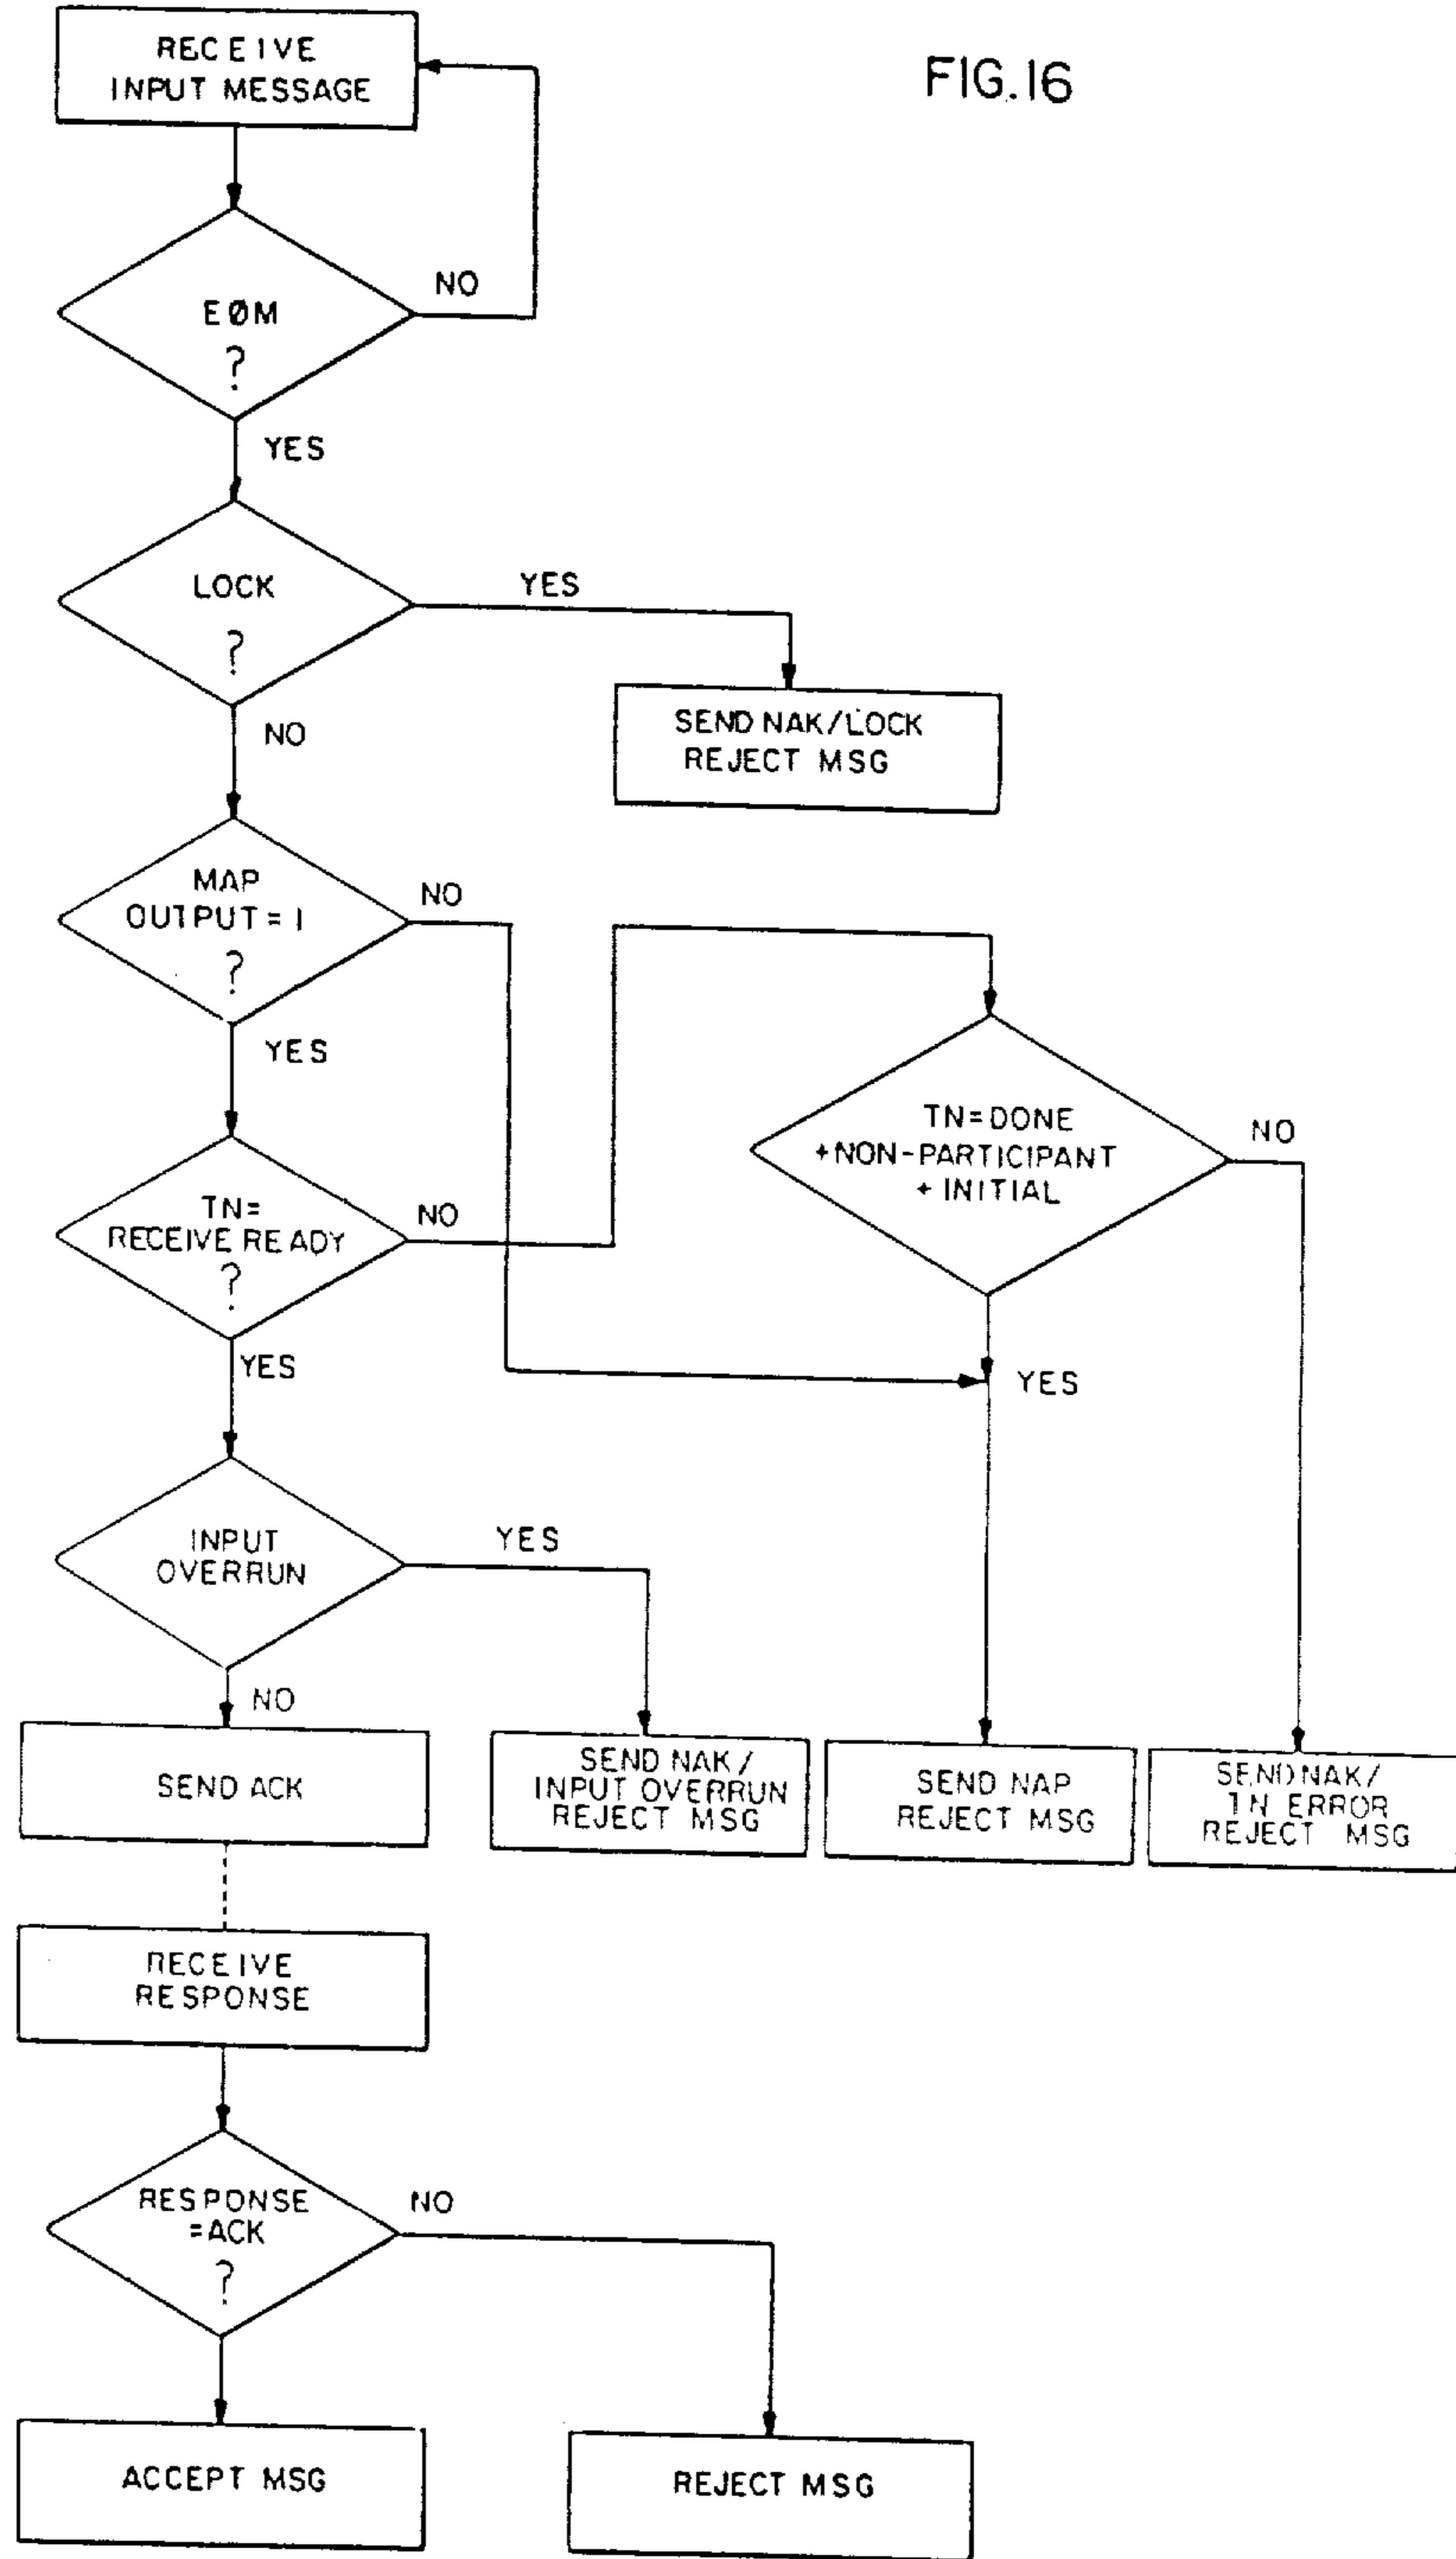 FIG.16
RECEIVE
INPUT MESSAGE
EØM
?
NO
YES
LOCK
?
YES
NO
SEND NAK/LOCK
REJECT MSG
MAP
OUTPUT = 1
?
NO
YES
TN=DONE
+NON-PARTICIPANT
+ INITIAL
NO
YES
TN=
RECEIVE READY
?
NO
YES
INPUT
OVERRUN
YES
NO
SEND ACK
SEND NAK/
INPUT OVERRUN
REJECT MSG
SEND NAP
REJECT MSG
SEND NAK/
TN ERROR
REJECT MSG
RECEIVE
RESPONSE
RESPONSE
=ACK
?
NO
ACCEPT MSG
REJECT MSG